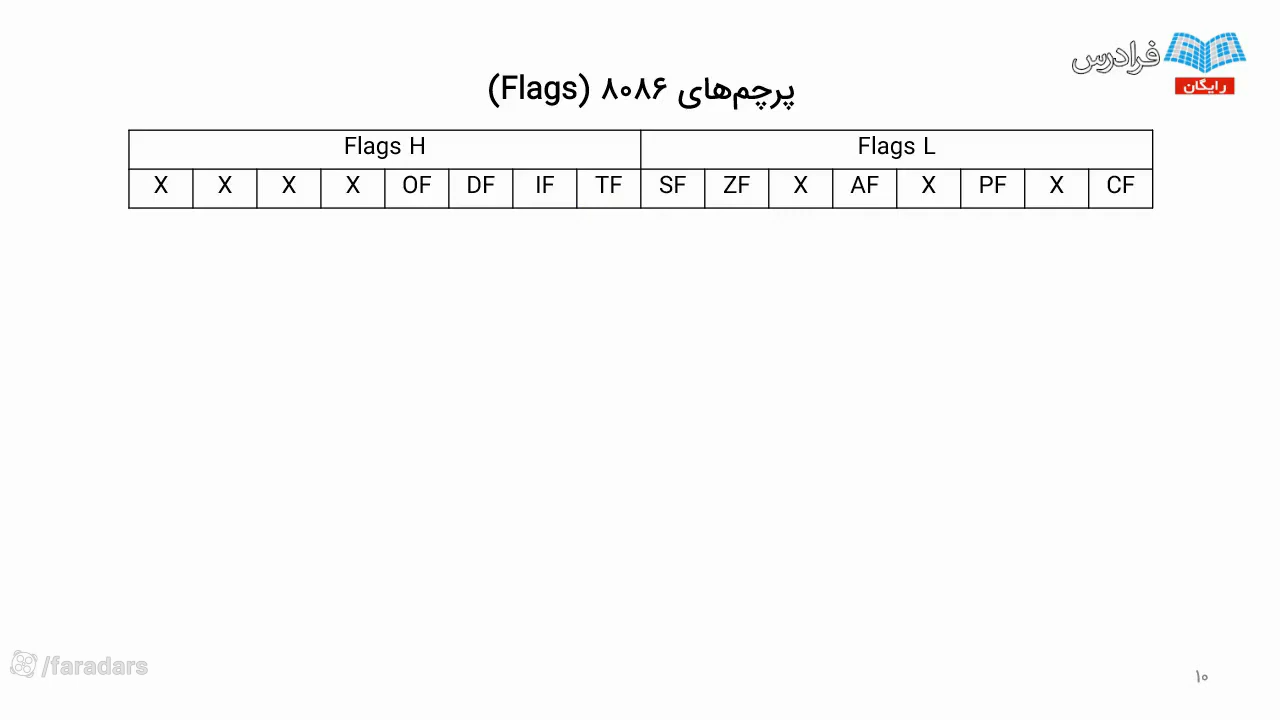 فرادرس
رایگان
پرچم‌های ۸۰۸۶ (Flags)
Flags H Flags L
X X X X OF DF IF TF SF ZF X AF X PF X CF
/faradars
۱۰